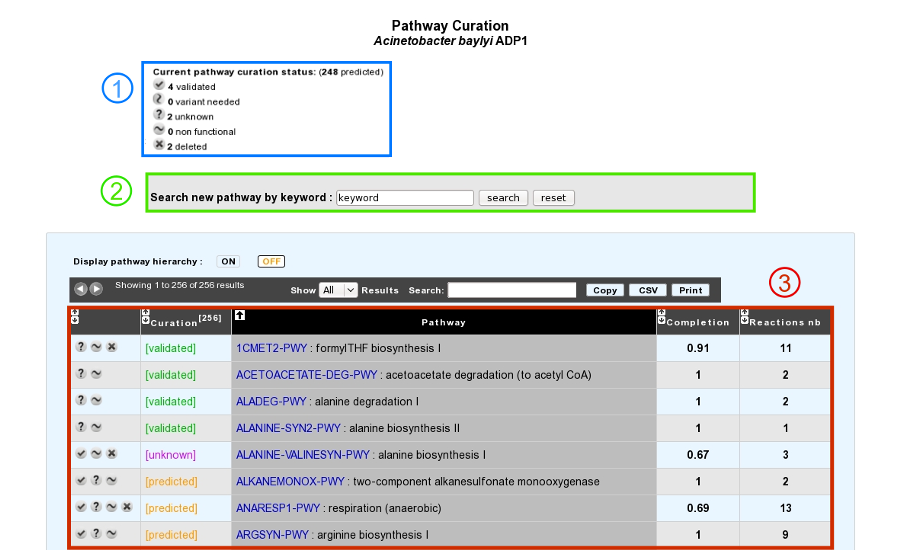 Pathway Curation
Acinetobacter baylyi ADP1
1
Current pathway curation status: (248 predicted)
4 validated
0 variant needed
2 unknown
0 non functional
2 deleted
2
Search new pathway by keyword : keyword search reset
Display pathway hierarchy : ON OFF
Showing 1 to 256 of 256 results Show All Results Search: Copy CSV Print
3
Curation[256] Pathway Completion Reactions nb
[validated] 1CMET2-PWY : formylTHF biosynthesis I 0.91 11
[validated] ACETOACETATE-DEG-PWY : acetoacetate degradation (to acetyl CoA) 1 2
[validated] ALADEG-PWY : alanine degradation I 1 2
[validated] ALANINE-SYN2-PWY : alanine biosynthesis II 1 1
[unknown] ALANINE-VALINESYN-PWY : alanine biosynthesis I 0.67 3
[predicted] ALKANEMONOX-PWY : two-component alkanesulfonate monooxygenase 1 2
[predicted] ANARESP1-PWY : respiration (anaerobic) 0.69 13
[predicted] ARGSYN-PWY : arginine biosynthesis I 1 9